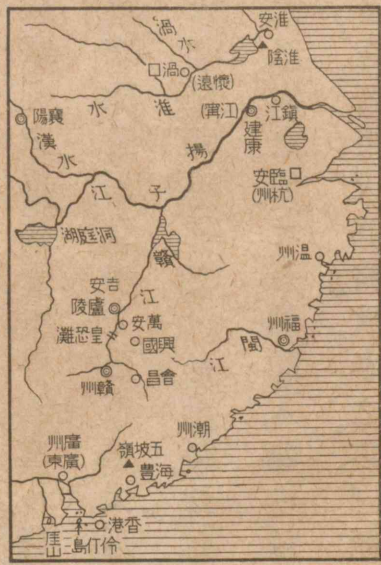 淮安
淮陰
渦水
渦口
(懷遠)
淮水
(江寧)
鎮江
建康
襄陽
漢水
揚子江
臨安
(杭州)
洞庭湖
贛江
温州
吉安
廬陵
萬安
皇恐灘
興國
福州
閩江
贛州
會昌
潮州
廣州
(廣東)
五坡嶺
海豐
香港
伶仃島
厓山